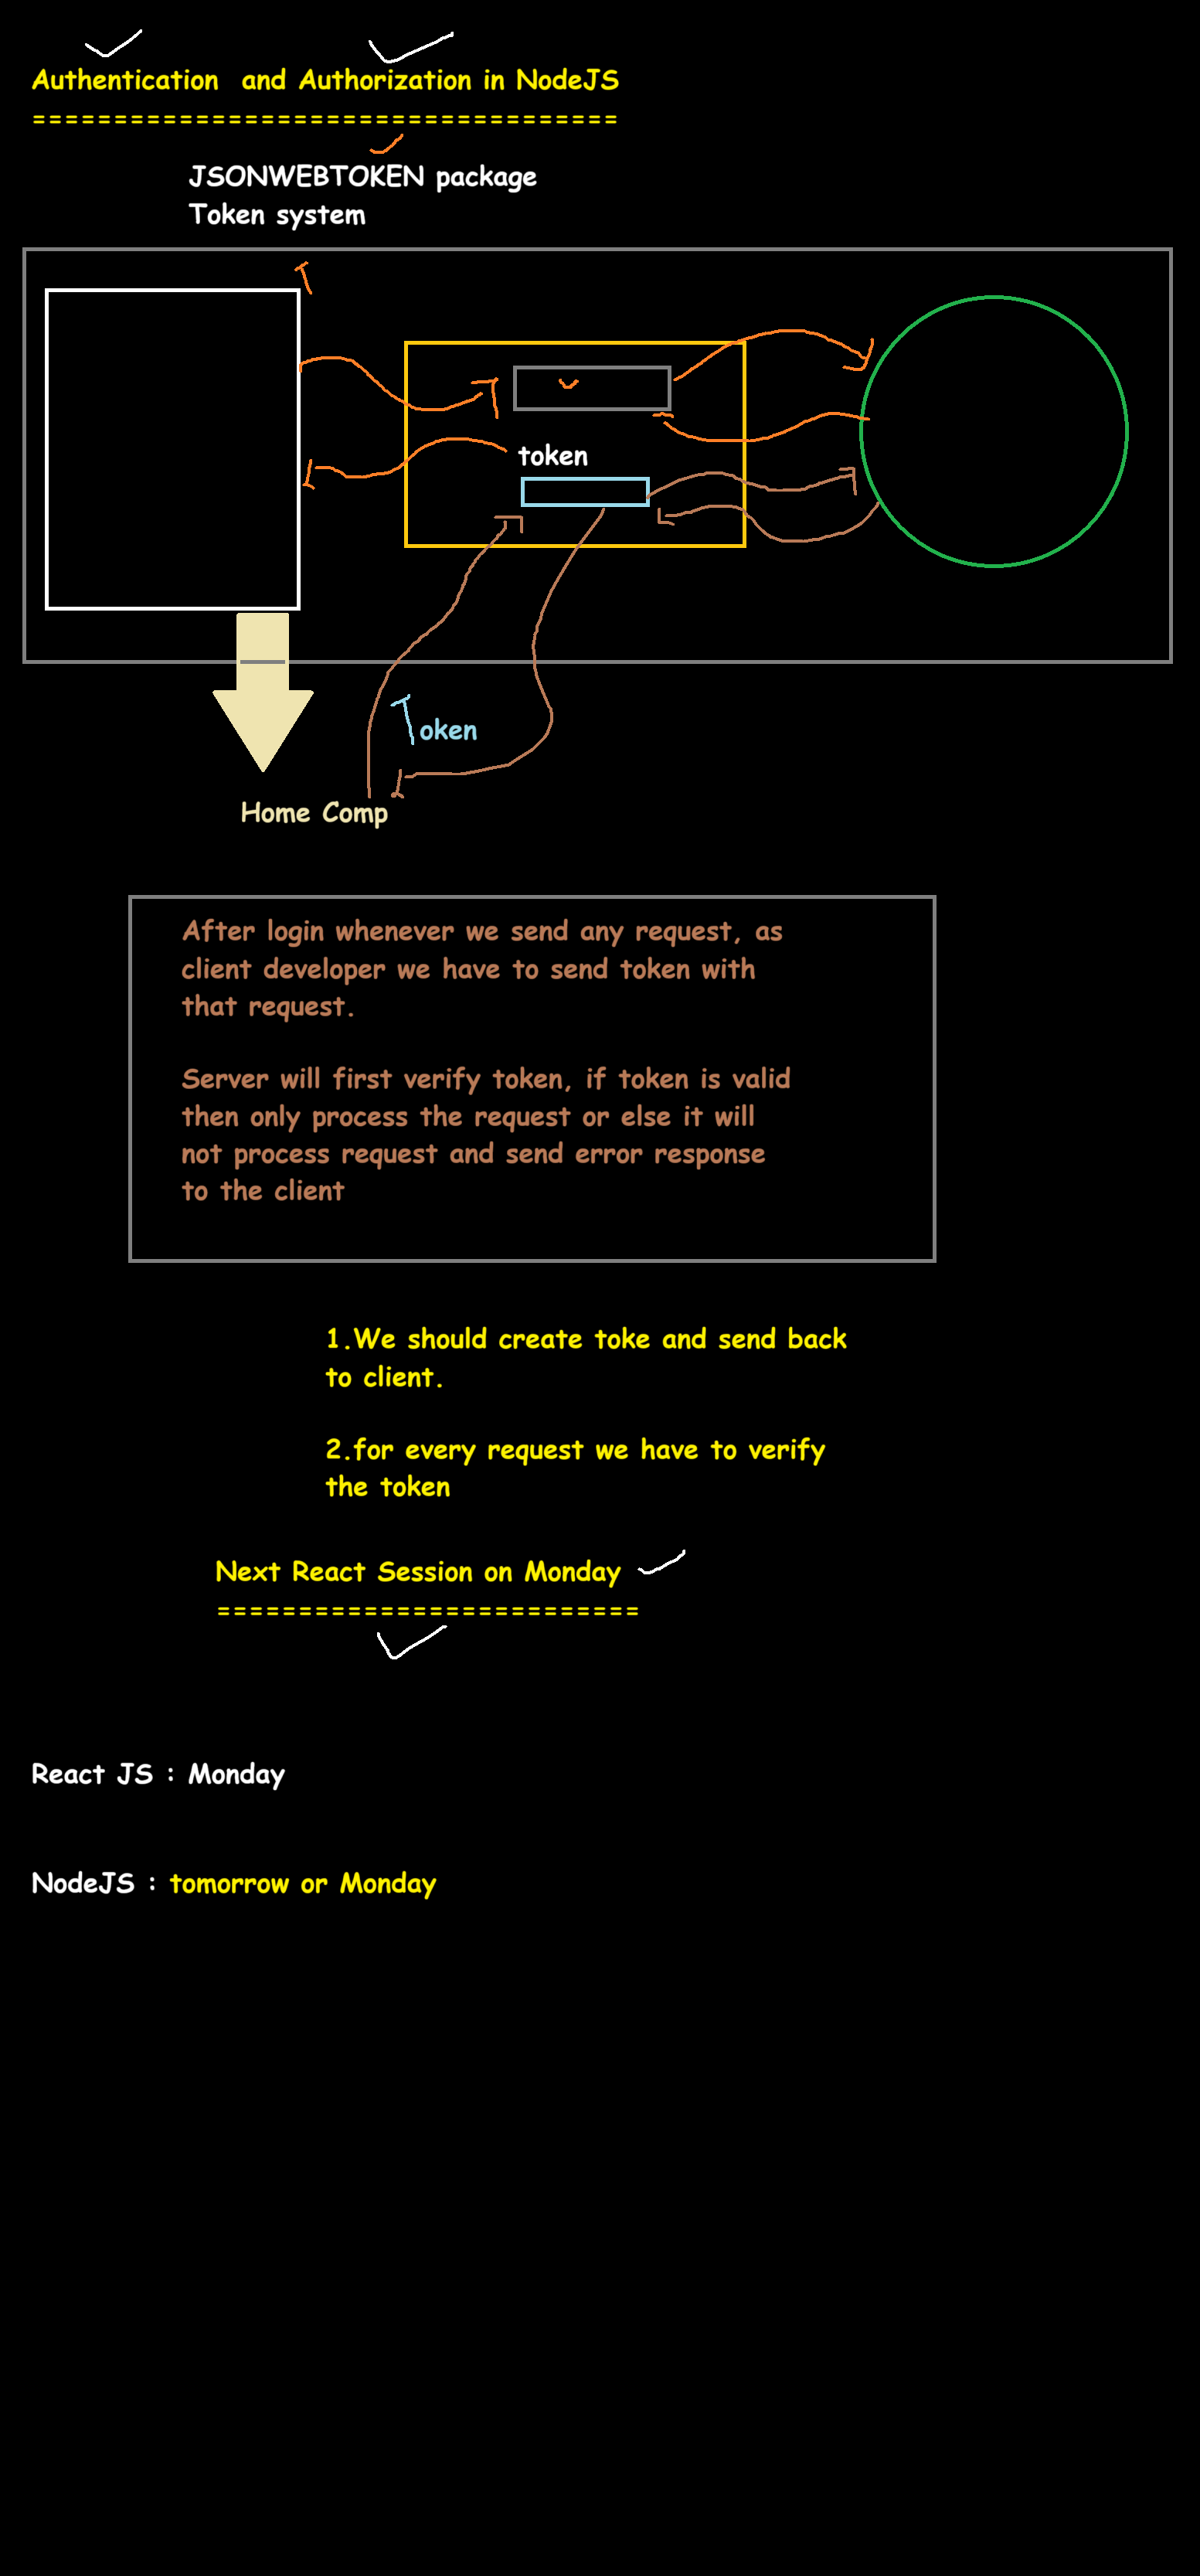 Authentication  and Authorization in NodeJS
====================================
JSONWEBTOKEN package
Token system
token
Token
Home Comp
After login whenever we send any request, as
client developer we have to send token with
that request.
Server will first verify token, if token is valid
then only process the request or else it will
not process request and send error response
to the client
1.We should create toke and send back
to client.
2.for every request we have to verify
the token
Next React Session on Monday
==========================
React JS : Monday
NodeJS : tomorrow or Monday